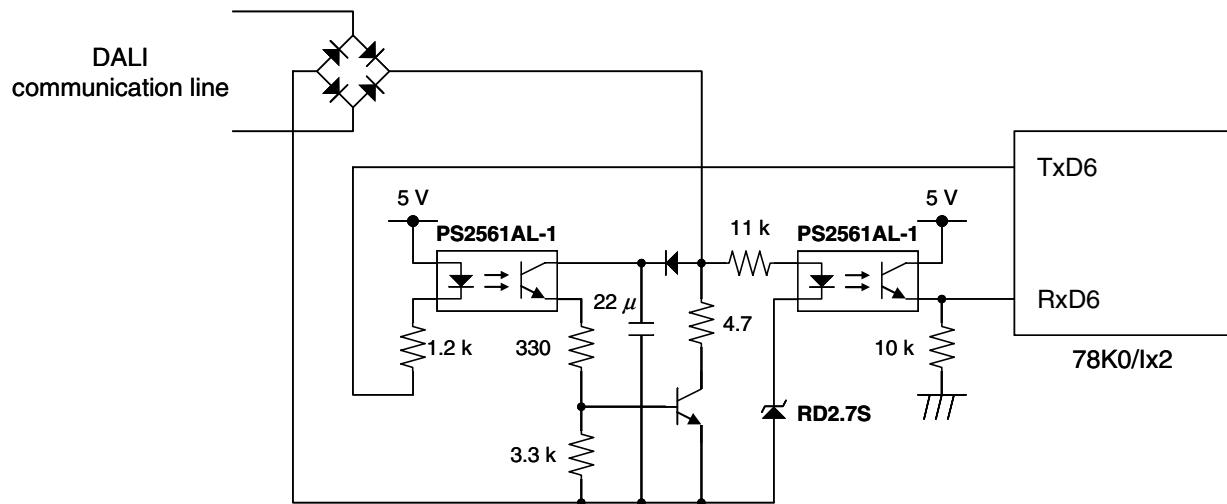 DALI
communication line
TxD6
5 V
5 V
PS2561AL-1
11 k
PS2561AL-1
22 μ
RxD6
1.2 k
330
4.7
10 k
78K0/Ix2
RD2.7S
3.3 k